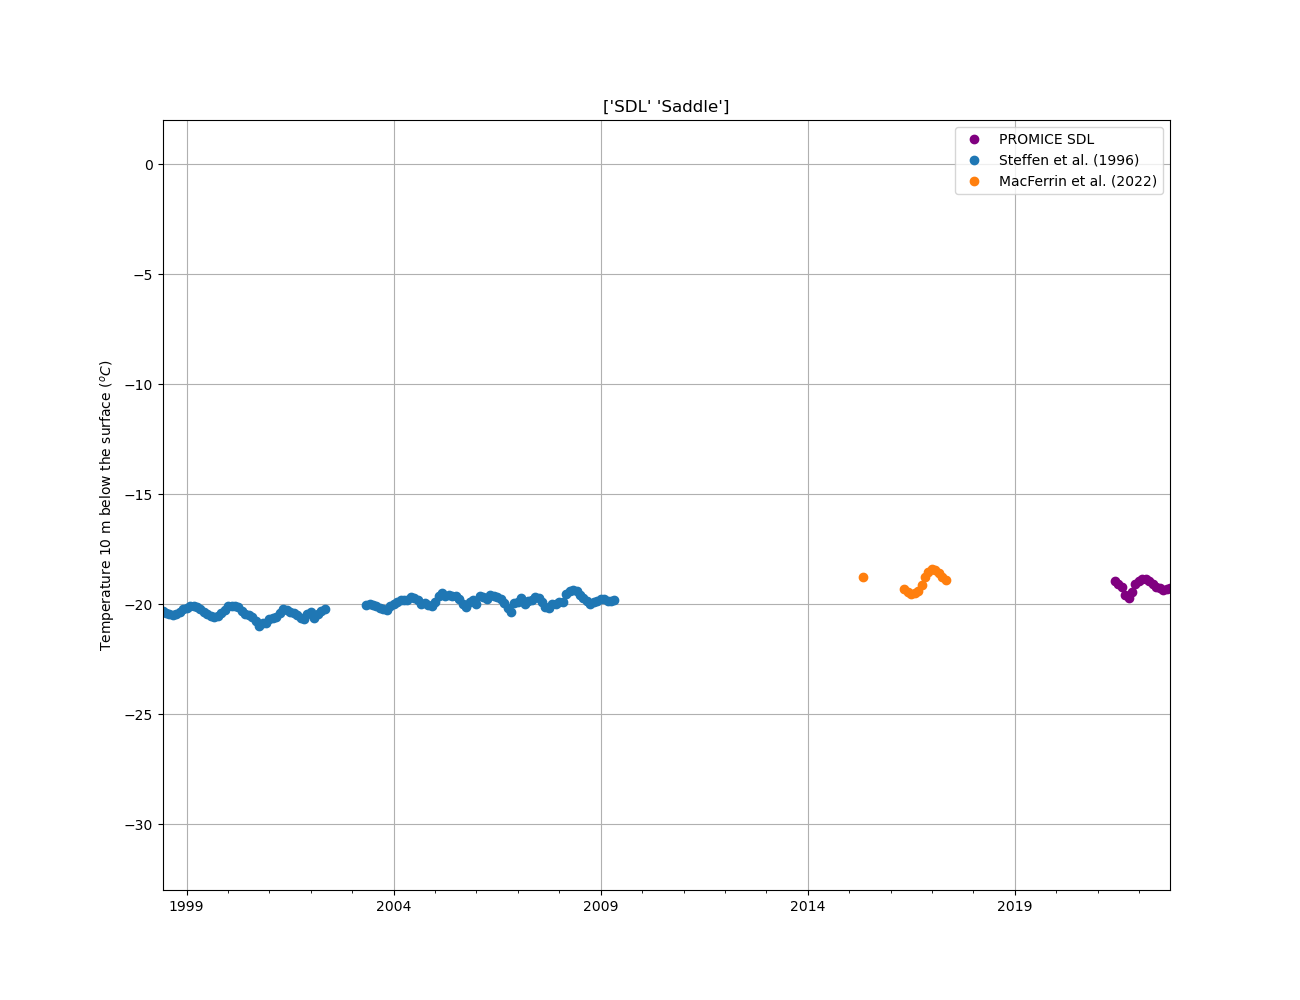 ['SDL' 'Saddle']
PROMICE SDL
Steffen et al. (1996)
MacFerrin et al. (2022)
Temperature 10 m below the surface (°C)
0
−5
−10
−15
−20
−25
−30
1999 2004 2009 2014 2019